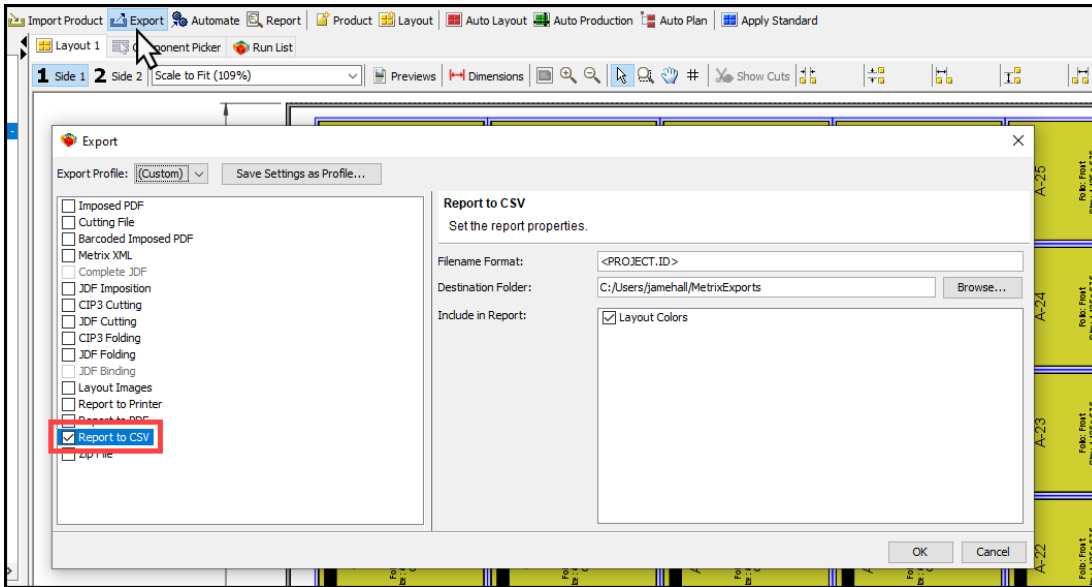 Import Product Export Automate Report Product Layout Auto Layout Auto Production Auto Plan Apply Standard
Layout 1 Component Picker Run List
1 Side 1 2 Side 2 Scale to Fit (109%) Previews Dimensions # Show Cuts
Export
Export Profile: (Custom) Save Settings as Profile...
Imposed PDF
Cutting File
Barcoded Imposed PDF
Metrix XML
Complete JDF
JDF Imposition
CIP3 Cutting
JDF Cutting
CIP3 Folding
JDF Folding
JDF Binding
Layout Images
Report to Printer
Report to PDF
Report to CSV
Zip File
Report to CSV
Set the report properties.
Filename Format: <PROJECT.ID>
Destination Folder: C:/Users/jamehall/MetrixExports Browse...
Include in Report: Layout Colors
OK Cancel
A-25
Folio: Front
A-24
Folio: Front
A-23
Folio: Front
A-22
Folio: Front